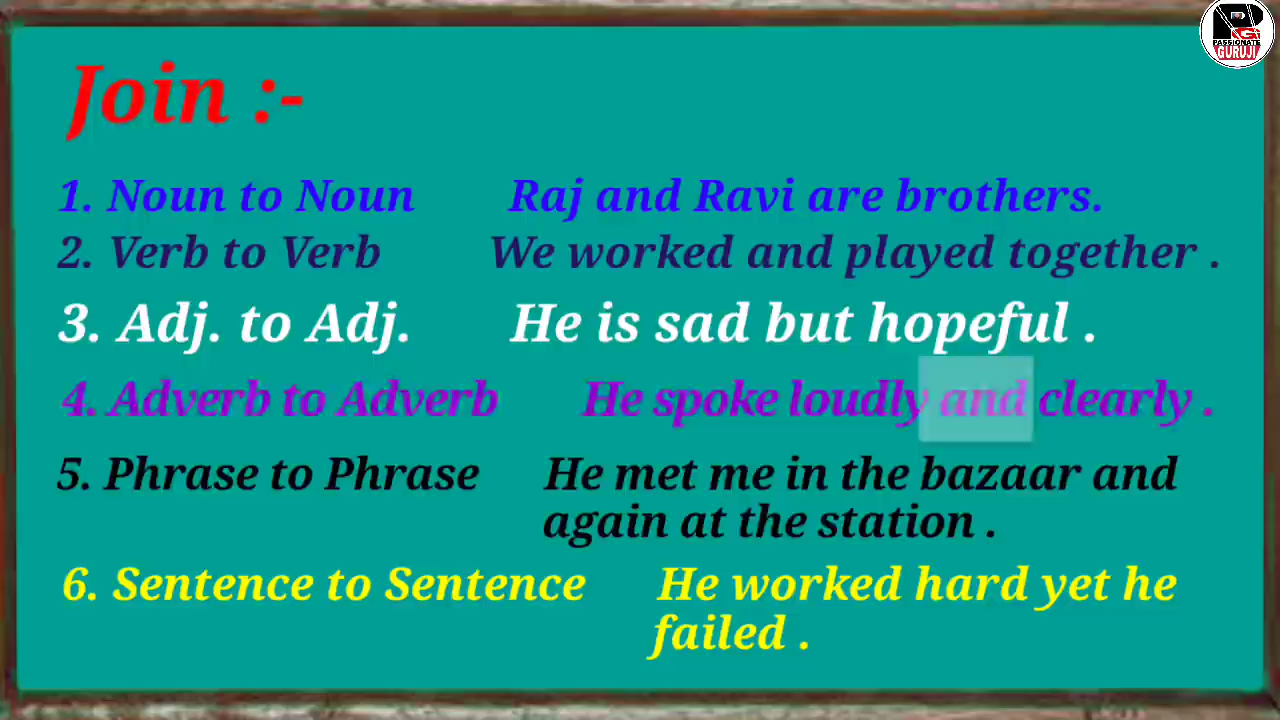 PASSIONATE
GURUJI
Join :-
1. Noun to Noun Raj and Ravi are brothers.
2. Verb to Verb We worked and played together .
3. Adj. to Adj. He is sad but hopeful .
4. Adverb to Adverb He spoke loudly and clearly .
5. Phrase to Phrase He met me in the bazaar and
again at the station .
6. Sentence to Sentence He worked hard yet he
failed .